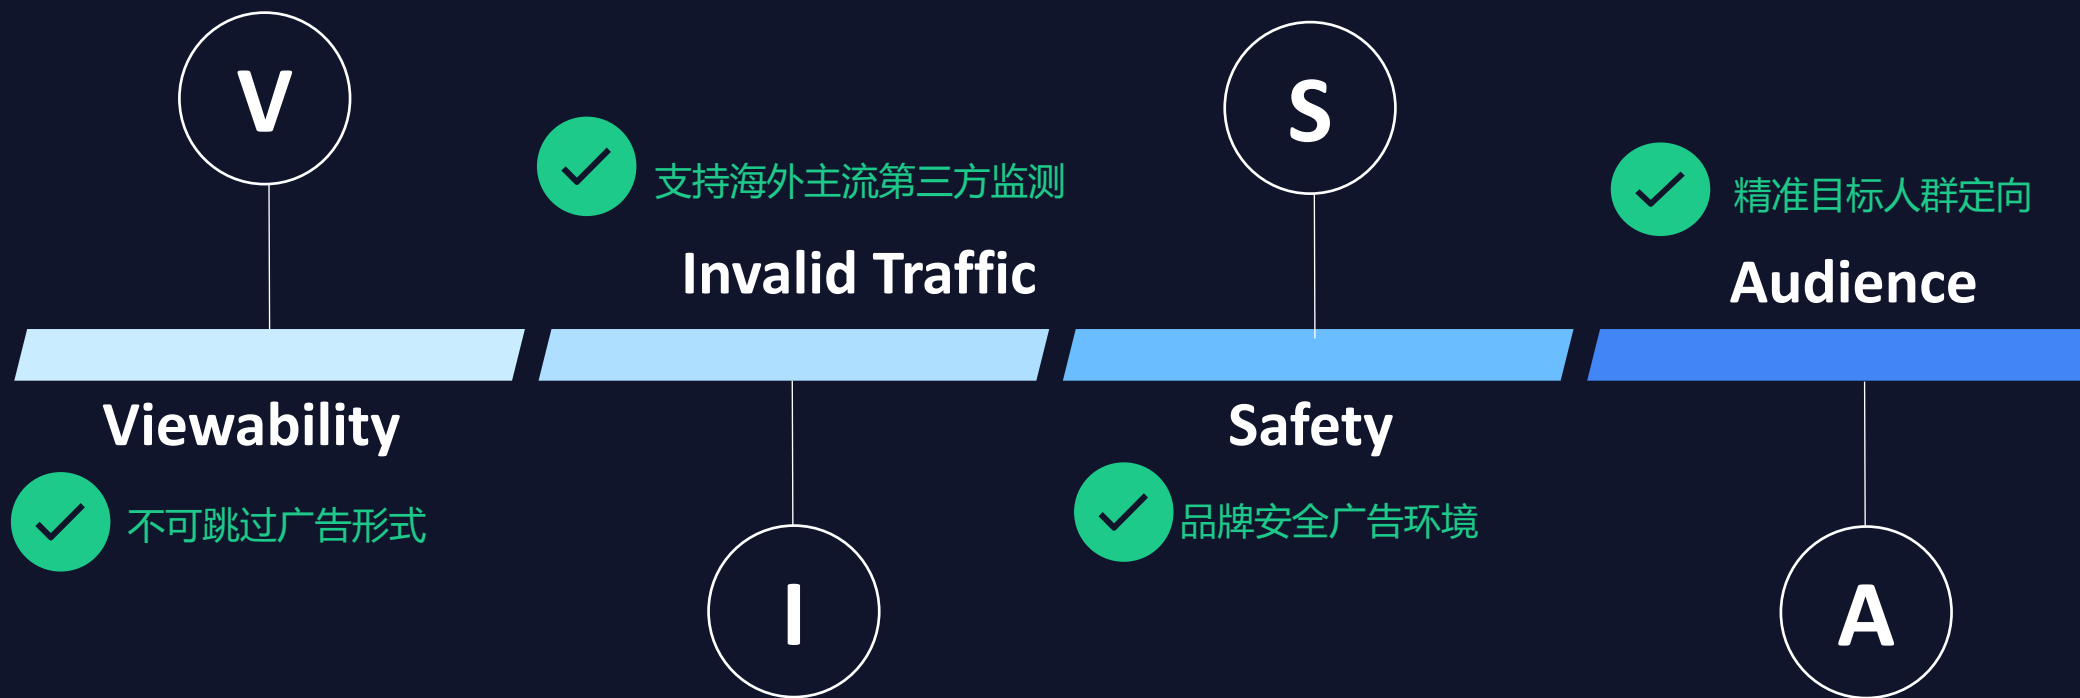 V
Viewability
不可跳过广告形式
支持海外主流第三方监测
Invalid Traffic
I
S
Safety
品牌安全广告环境
精准目标人群定向
Audience
A